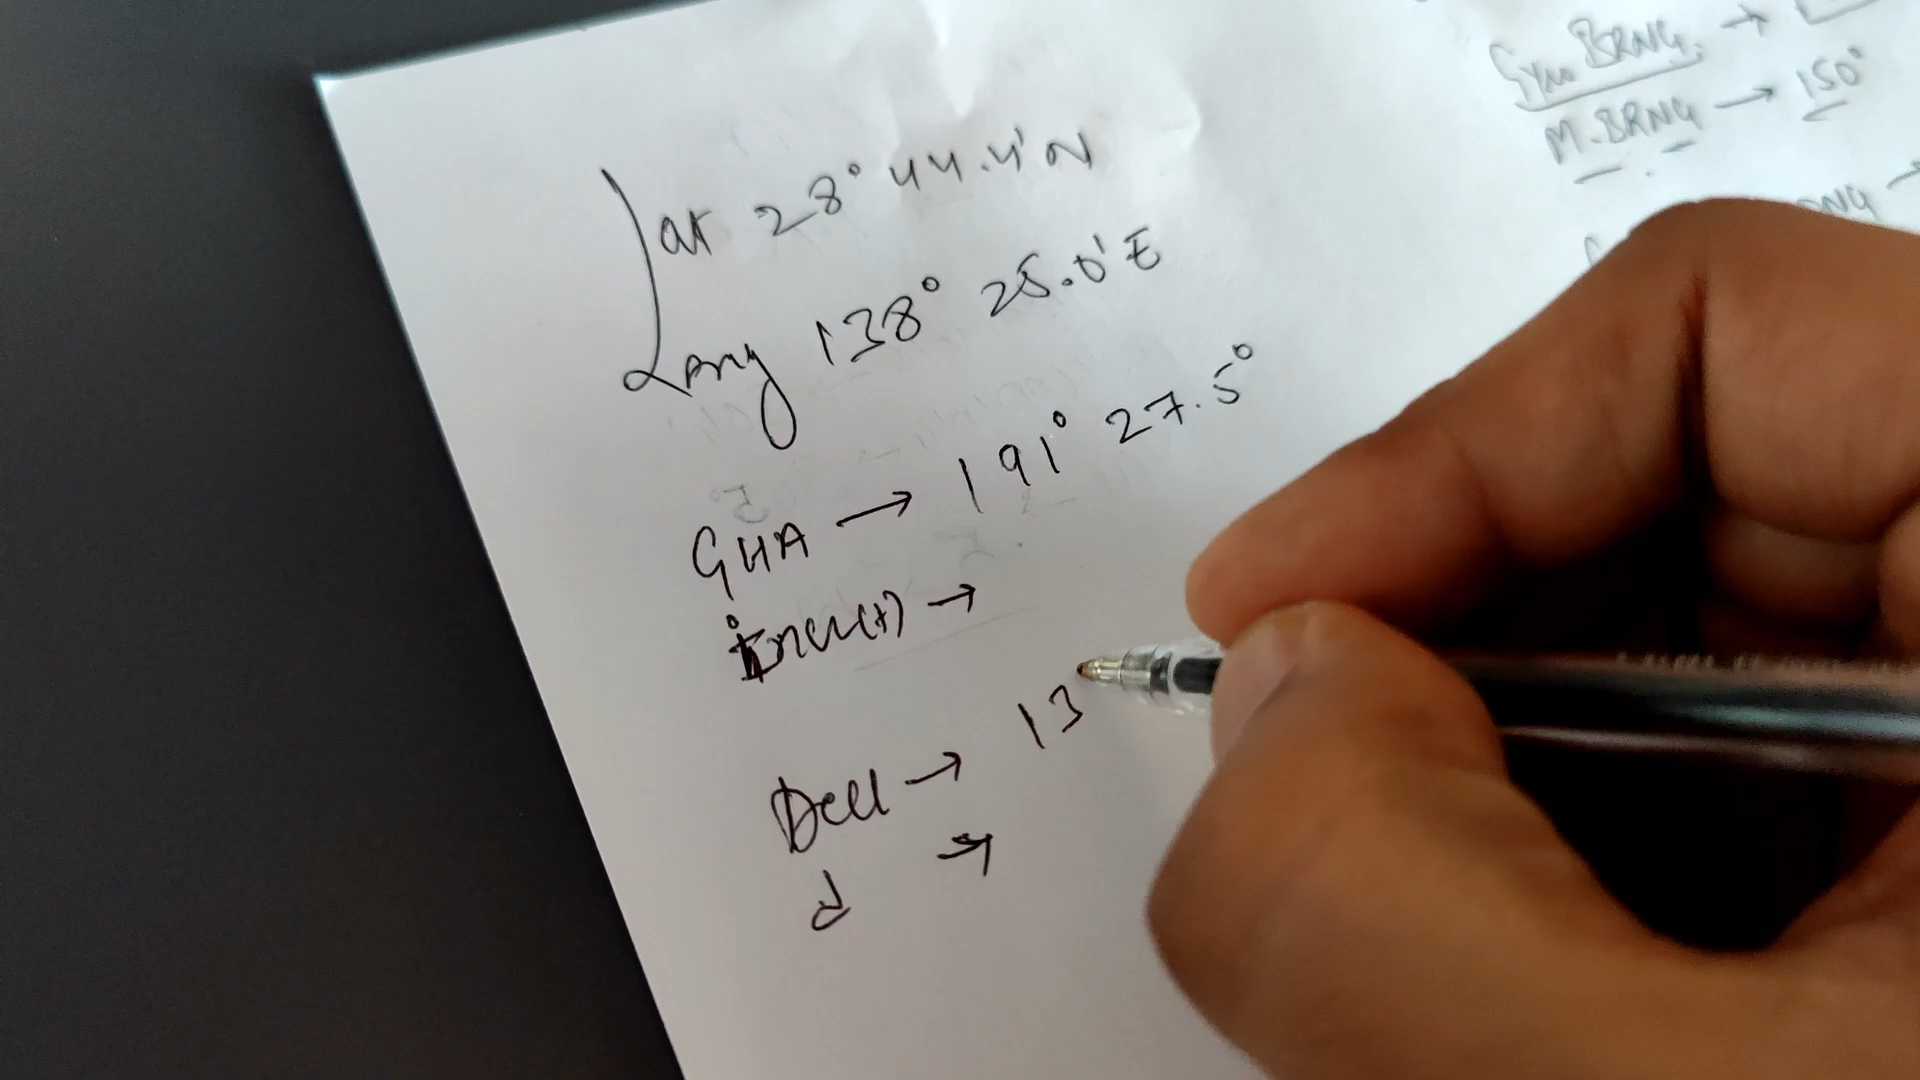 Lat 28° 44.4' N
Long 138° 25.0' E
GHA → 191° 27.5°
incr(+) →
Decl → 13
d →
Gyro BRNG. →
M.BRNG → 150°